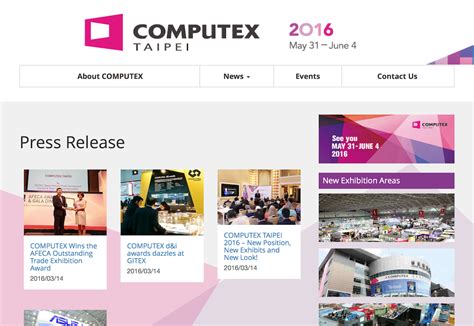 COMPUTEX
TAIPEI
2016
May 31 – June 4
About COMPUTEX
News
Events
Contact Us
Press Release
COMPUTEX Wins the
AFECA Outstanding
Trade Exhibition
Award
2016/03/14
COMPUTEX d&i
awards dazzles at
GITEX
2016/03/14
COMPUTEX TAIPEI
2016 – New Position,
New Exhibits and
New Look!
2016/03/14
COMPUTEX
See you
MAY 31-JUNE 4
2016
New Exhibition Areas
ASUS